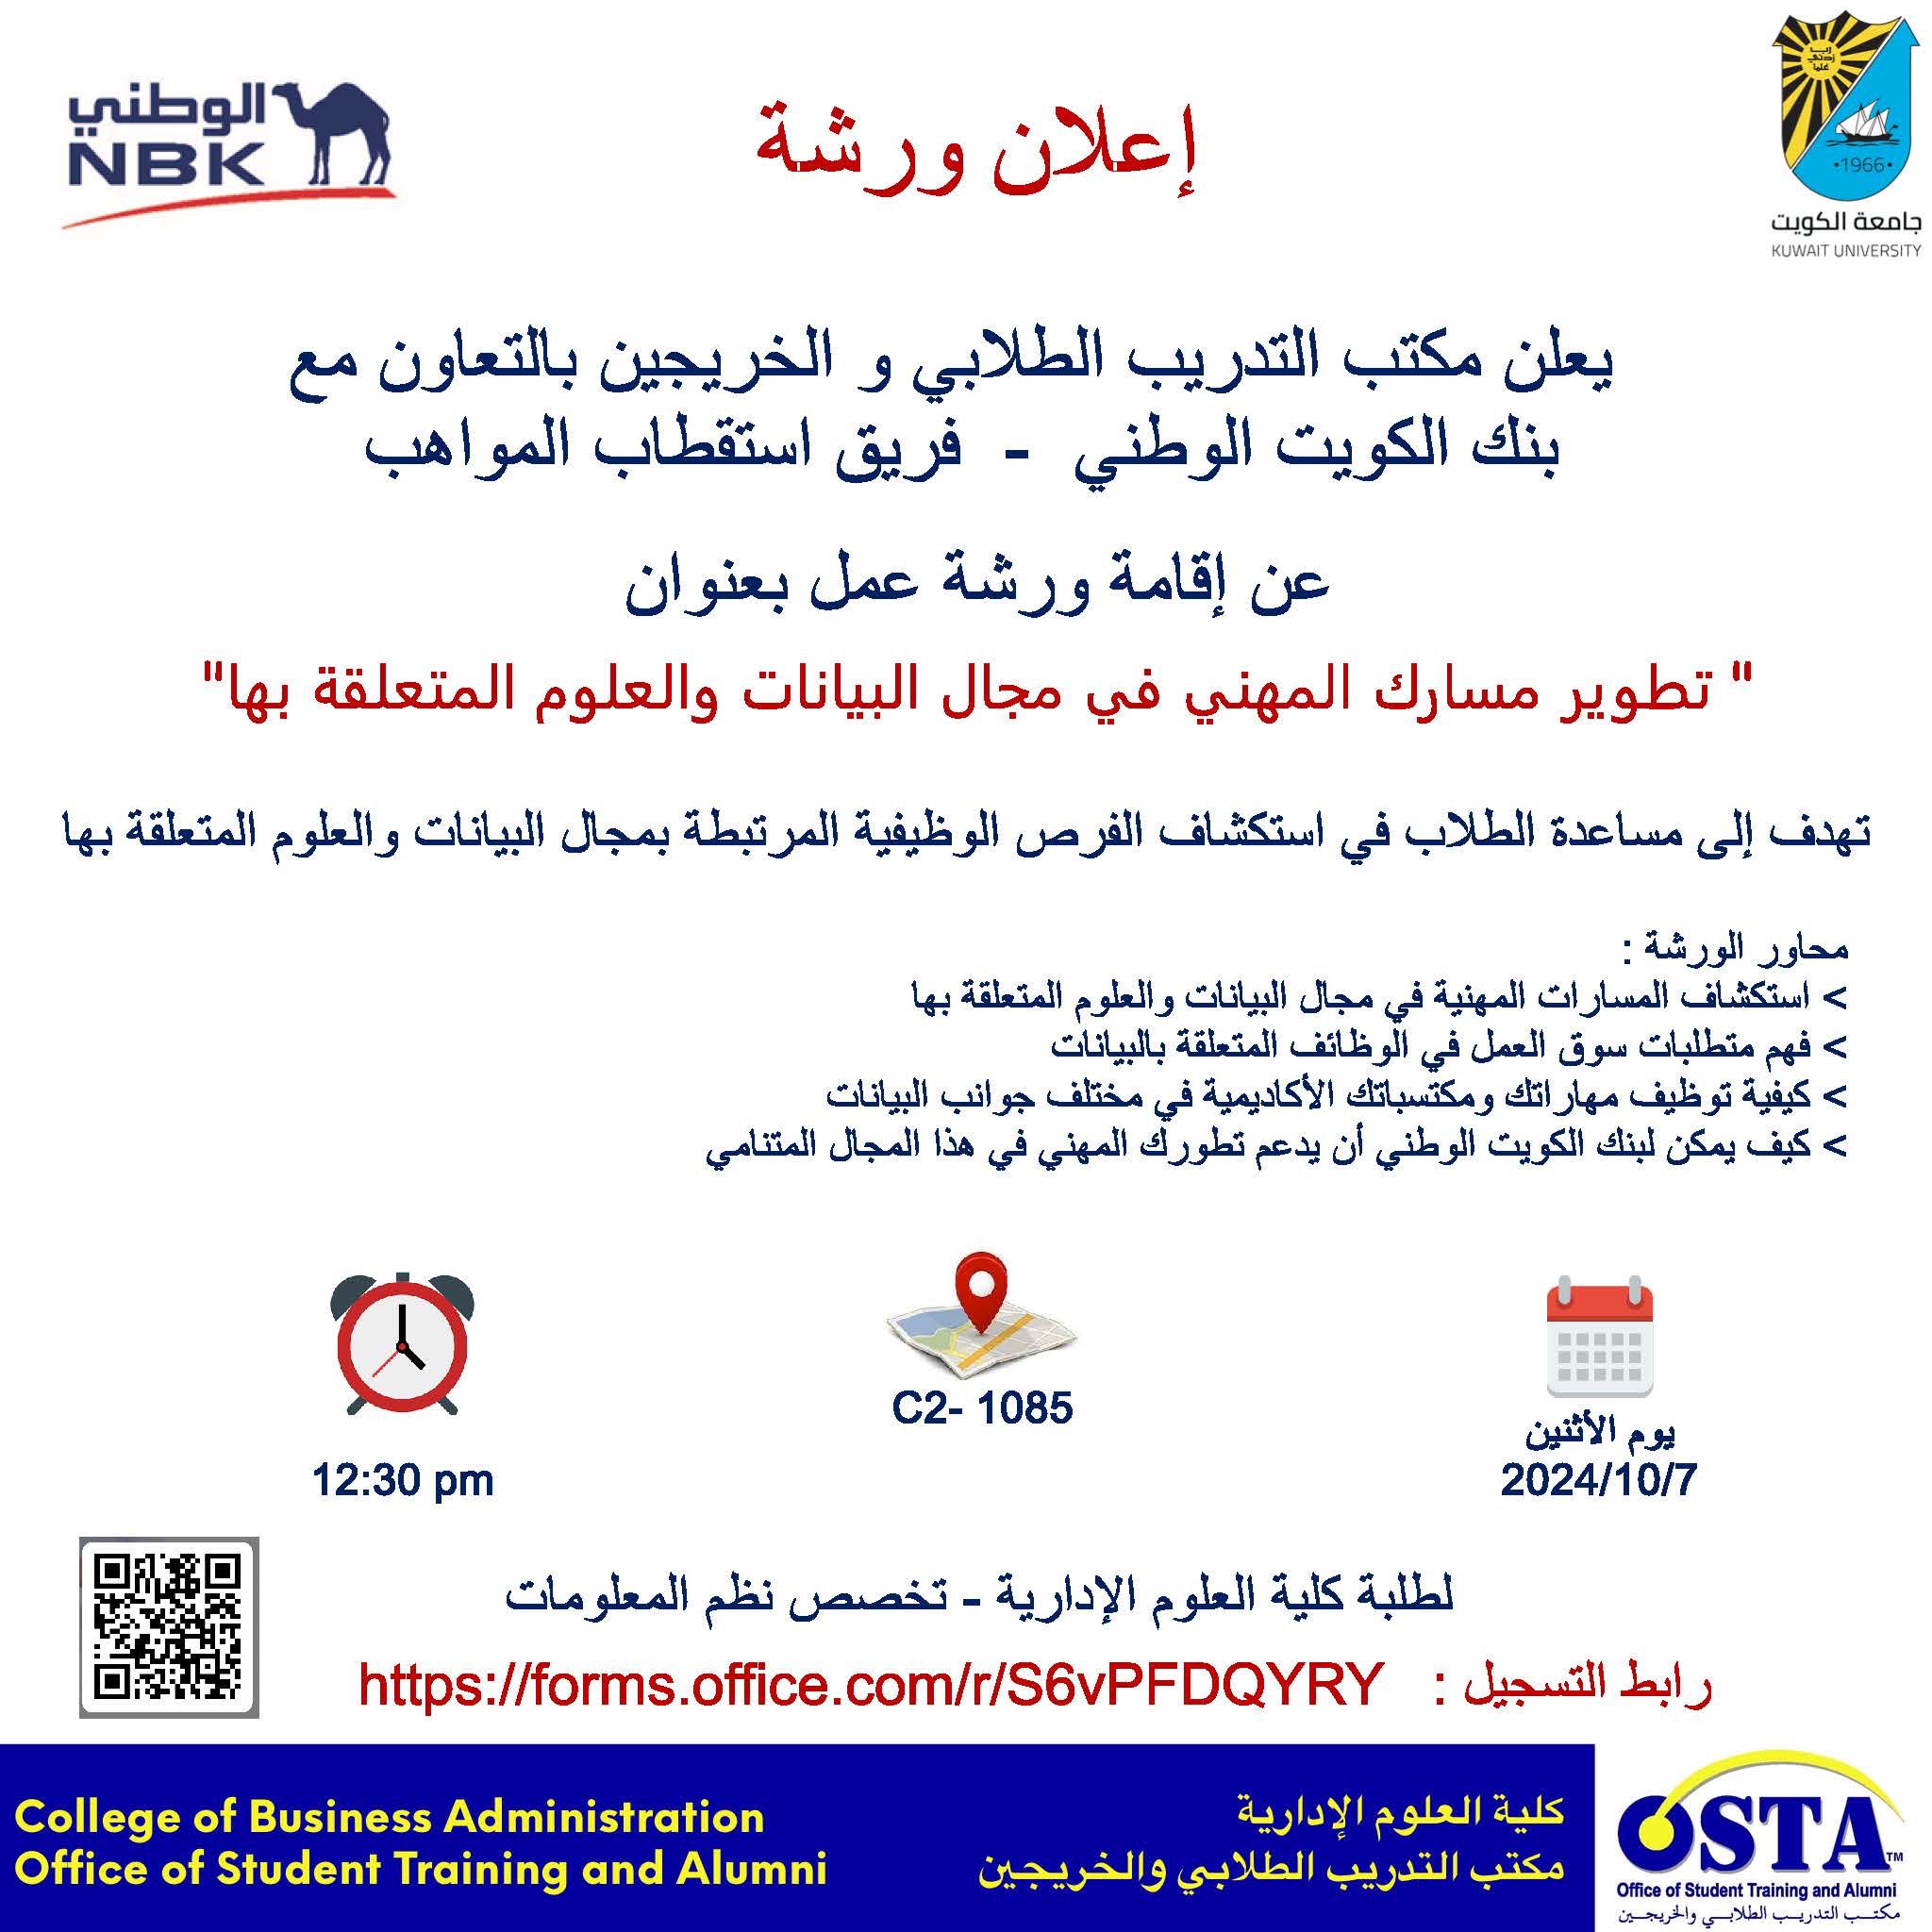 الوطني
NBK
إعلان ورشة
رب زدني علما
•1966•
جامعة الكويت
KUWAIT UNIVERSITY
يعلن مكتب التدريب الطلابي و الخريجين بالتعاون مع
بنك الكويت الوطني - فريق استقطاب المواهب
عن إقامة ورشة عمل بعنوان
" تطوير مسارك المهني في مجال البيانات والعلوم المتعلقة بها"
تهدف إلى مساعدة الطلاب في استكشاف الفرص الوظيفية المرتبطة بمجال البيانات والعلوم المتعلقة بها
محاور الورشة :
> استكشاف المسارات المهنية في مجال البيانات والعلوم المتعلقة بها
> فهم متطلبات سوق العمل في الوظائف المتعلقة بالبيانات
> كيفية توظيف مهاراتك ومكتسباتك الأكاديمية في مختلف جوانب البيانات
> كيف يمكن لبنك الكويت الوطني أن يدعم تطورك المهني في هذا المجال المتنامي
يوم الأثنين
2024/10/7
C2- 1085
12:30 pm
لطلبة كلية العلوم الإدارية - تخصص نظم المعلومات
رابط التسجيل : https://forms.office.com/r/S6vPFDQYRY
College of Business Administration
Office of Student Training and Alumni
كلية العلوم الإدارية
مكتب التدريب الطلابي والخريجين
OSTA™
Office of Student Training and Alumni
مكتب التدريب الطلابي والخريجين